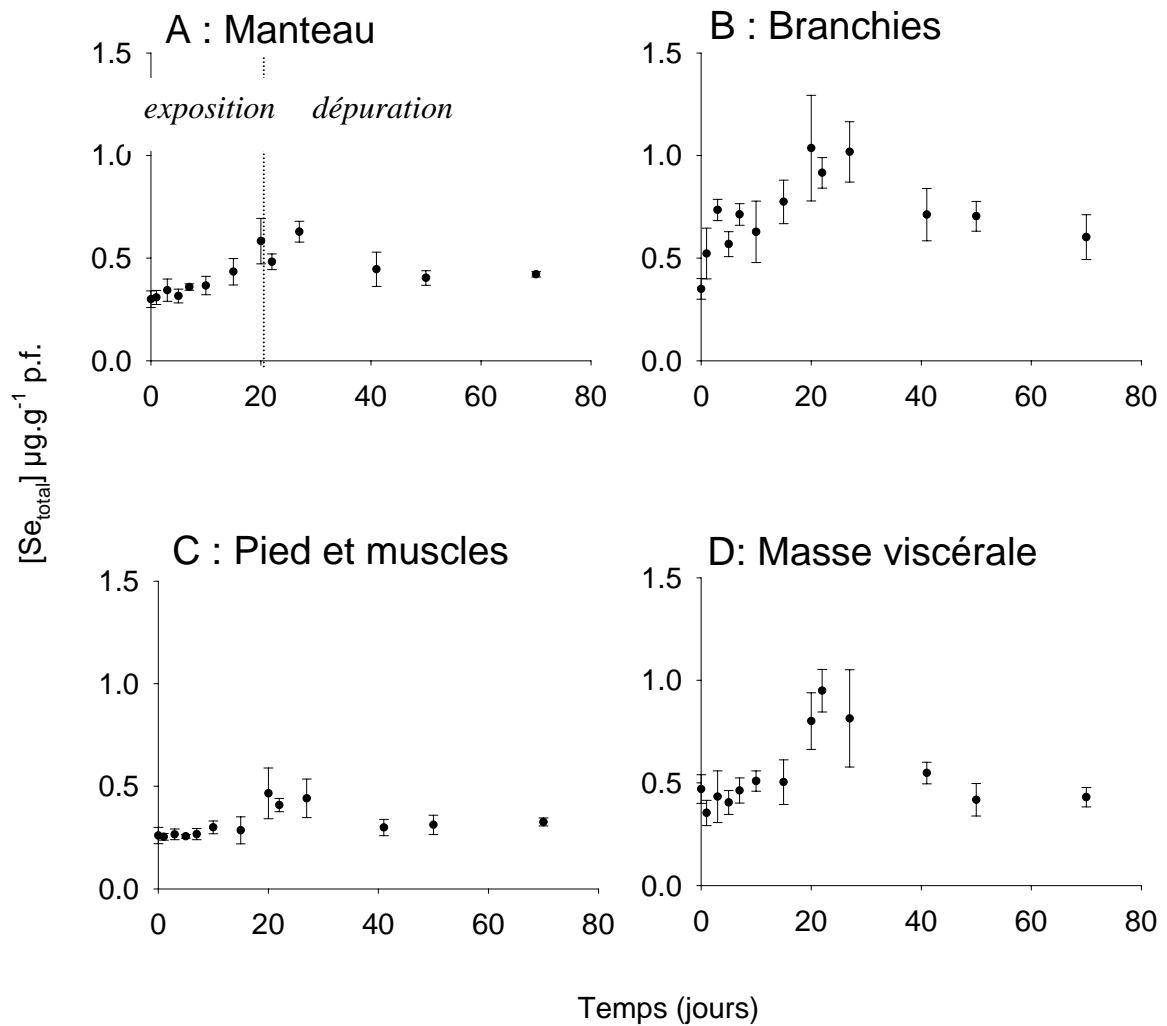 A : Manteau
1.5
exposition dépuration
1.0
0.5
0.0
0 20 40 60 80
B : Branchies
1.5
1.0
0.5
0.0
0 20 40 60 80
[Se_total] µg.g⁻¹ p.f.
C : Pied et muscles
1.5
1.0
0.5
0.0
0 20 40 60 80
D: Masse viscérale
1.5
1.0
0.5
0.0
0 20 40 60 80
Temps (jours)